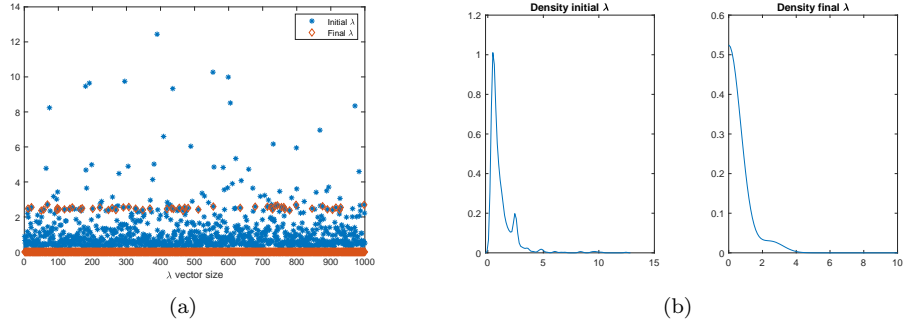 Density initial λ
Density final λ
Initial λ
Final λ
14
12
10
8
6
4
2
0
0 100 200 300 400 500 600 700 800 900 1000
λ vector size
1.2
1
0.8
0.6
0.4
0.2
0
0 5 10 15
0.6
0.5
0.4
0.3
0.2
0.1
0
0 2 4 6 8 10
(a)
(b)